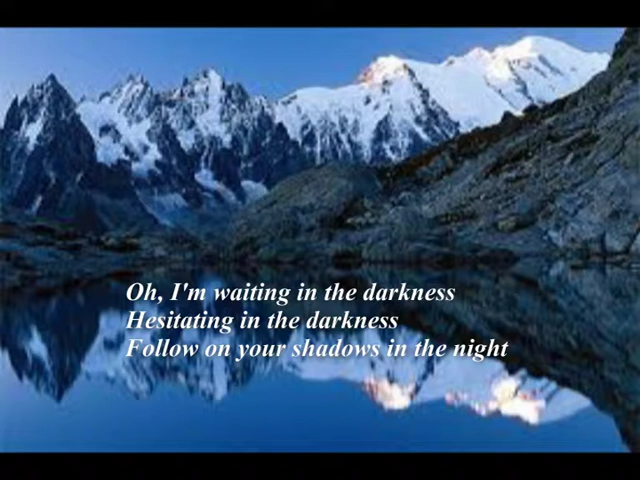 Oh, I'm waiting in the darkness
Hesitating in the darkness
Follow on your shadows in the night